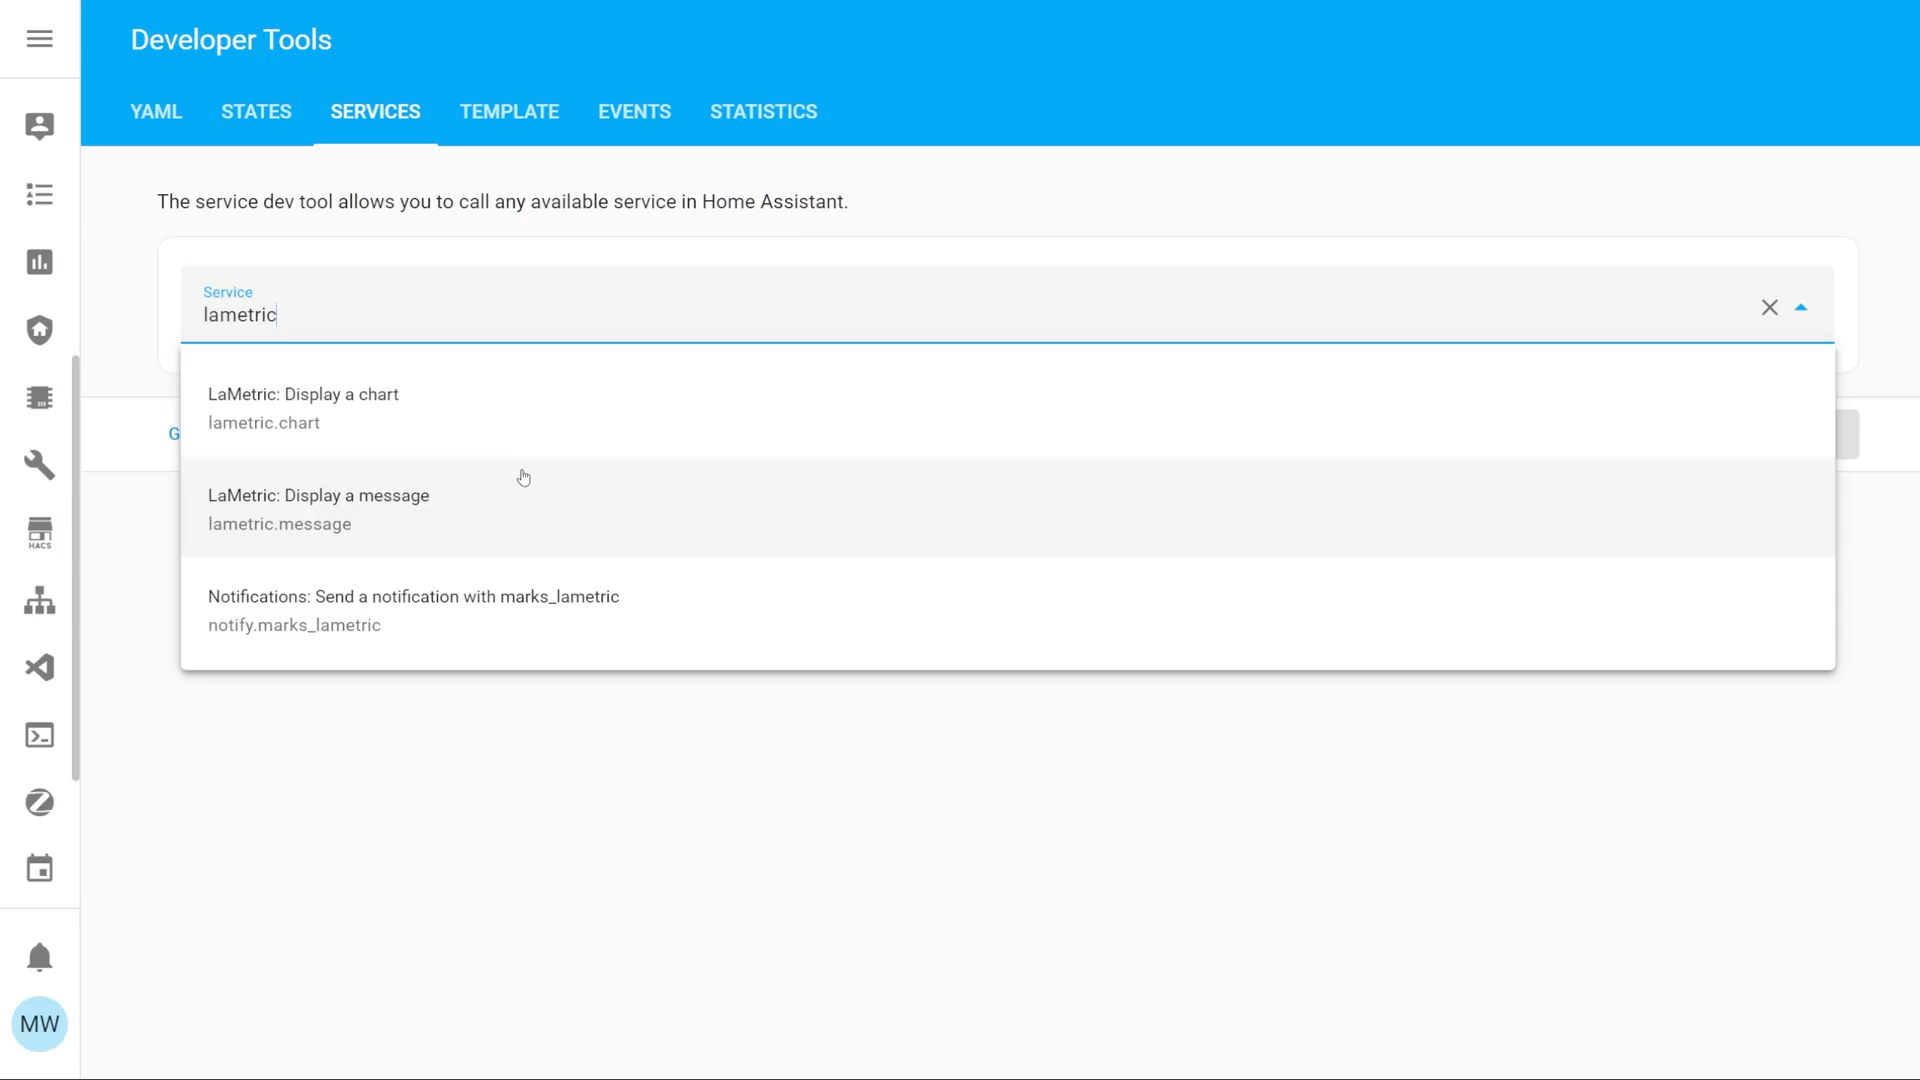 Developer Tools
YAML STATES SERVICES TEMPLATE EVENTS STATISTICS
The service dev tool allows you to call any available service in Home Assistant.
Service
lametric
LaMetric: Display a chart
lametric.chart
G
LaMetric: Display a message
lametric.message
HACS
Notifications: Send a notification with marks_lametric
notify.marks_lametric
MW